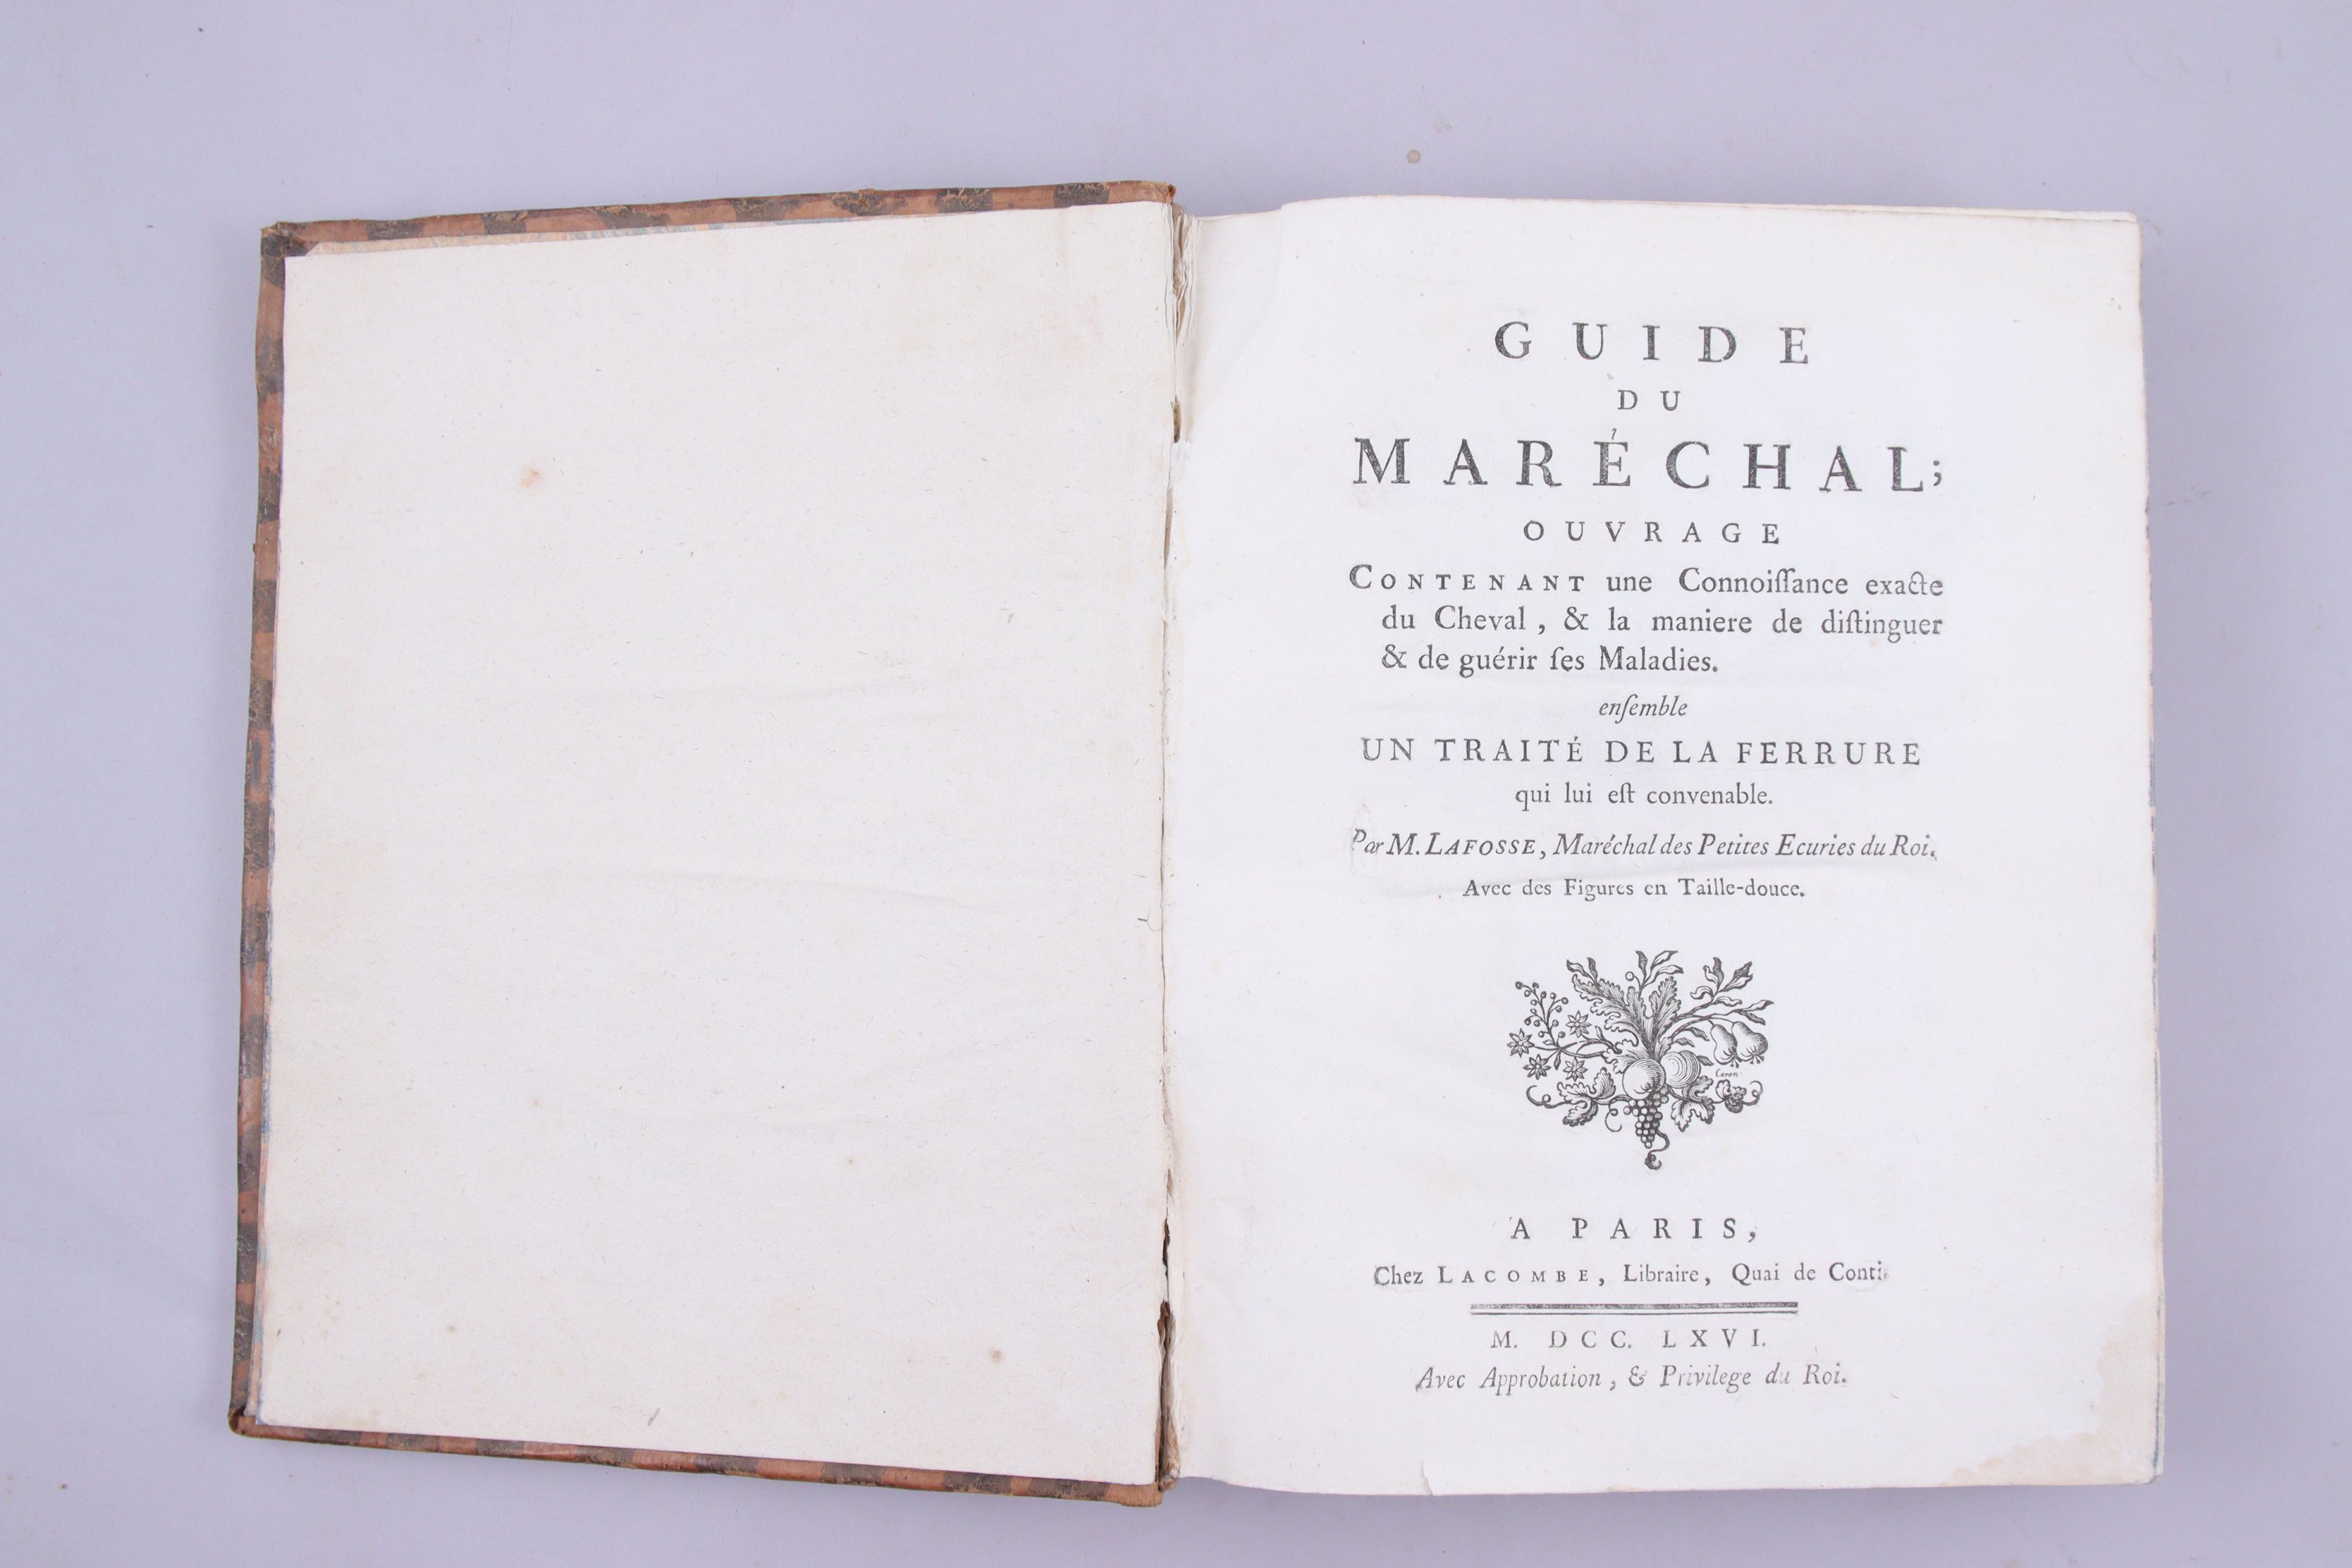 GUIDE
DU
MARÉCHAL;
OUVRAGE
CONTENANT une Connoiſſance exacte
du Cheval, & la maniere de diſtinguer
& de guérir ſes Maladies.
enſemble
UN TRAITÉ DE LA FERRURE
qui lui eſt convenable.
Par M. LAFOSSE, Maréchal des Petites Ecuries du Roi.
Avec des Figures en Taille-douce.
Caron
A PARIS,
Chez LACOMBE, Libraire, Quai de Conti.
M. DCC. LXVI.
Avec Approbation, & Privilege du Roi.